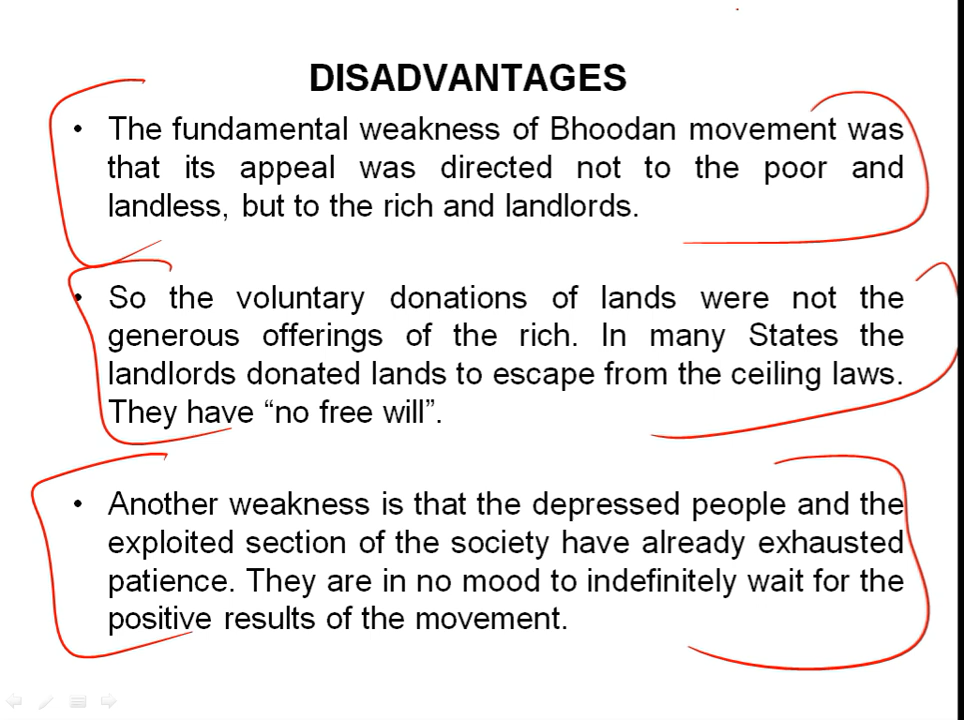 DISADVANTAGES
• The fundamental weakness of Bhoodan movement was
that its appeal was directed not to the poor and
landless, but to the rich and landlords.
• So the voluntary donations of lands were not the
generous offerings of the rich. In many States the
landlords donated lands to escape from the ceiling laws.
They have “no free will”.
• Another weakness is that the depressed people and the
exploited section of the society have already exhausted
patience. They are in no mood to indefinitely wait for the
positive results of the movement.